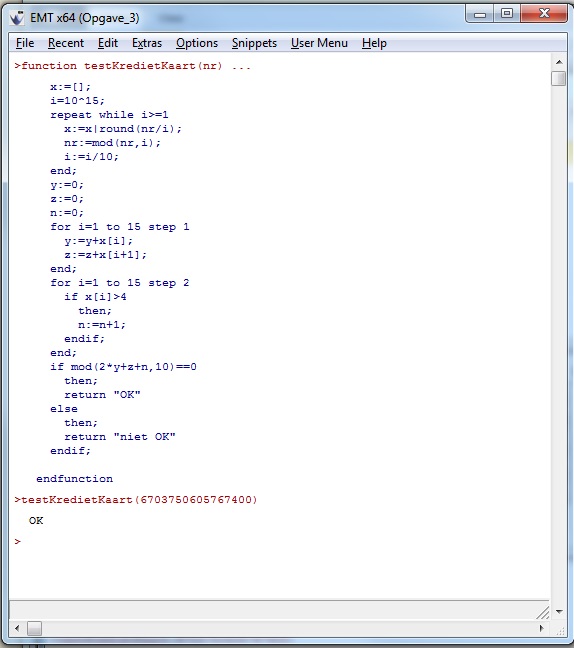 EMT x64 (Opgave_3)
File Recent Edit Extras Options Snippets User Menu Help
>function testKredietKaart(nr) ...
x:=[];
i=10^15;
repeat while i>=1
x:=x|round(nr/i);
nr:=mod(nr,i);
i:=i/10;
end;
y:=0;
z:=0;
n:=0;
for i=1 to 15 step 1
y:=y+x[i];
z:=z+x[i+1];
end;
for i=1 to 15 step 2
if x[i]>4
then;
n:=n+1;
endif;
end;
if mod(2*y+z+n,10)==0
then;
return "OK"
else
then;
return "niet OK"
endif;
endfunction
>testKredietKaart(6703750605767400)
OK
>